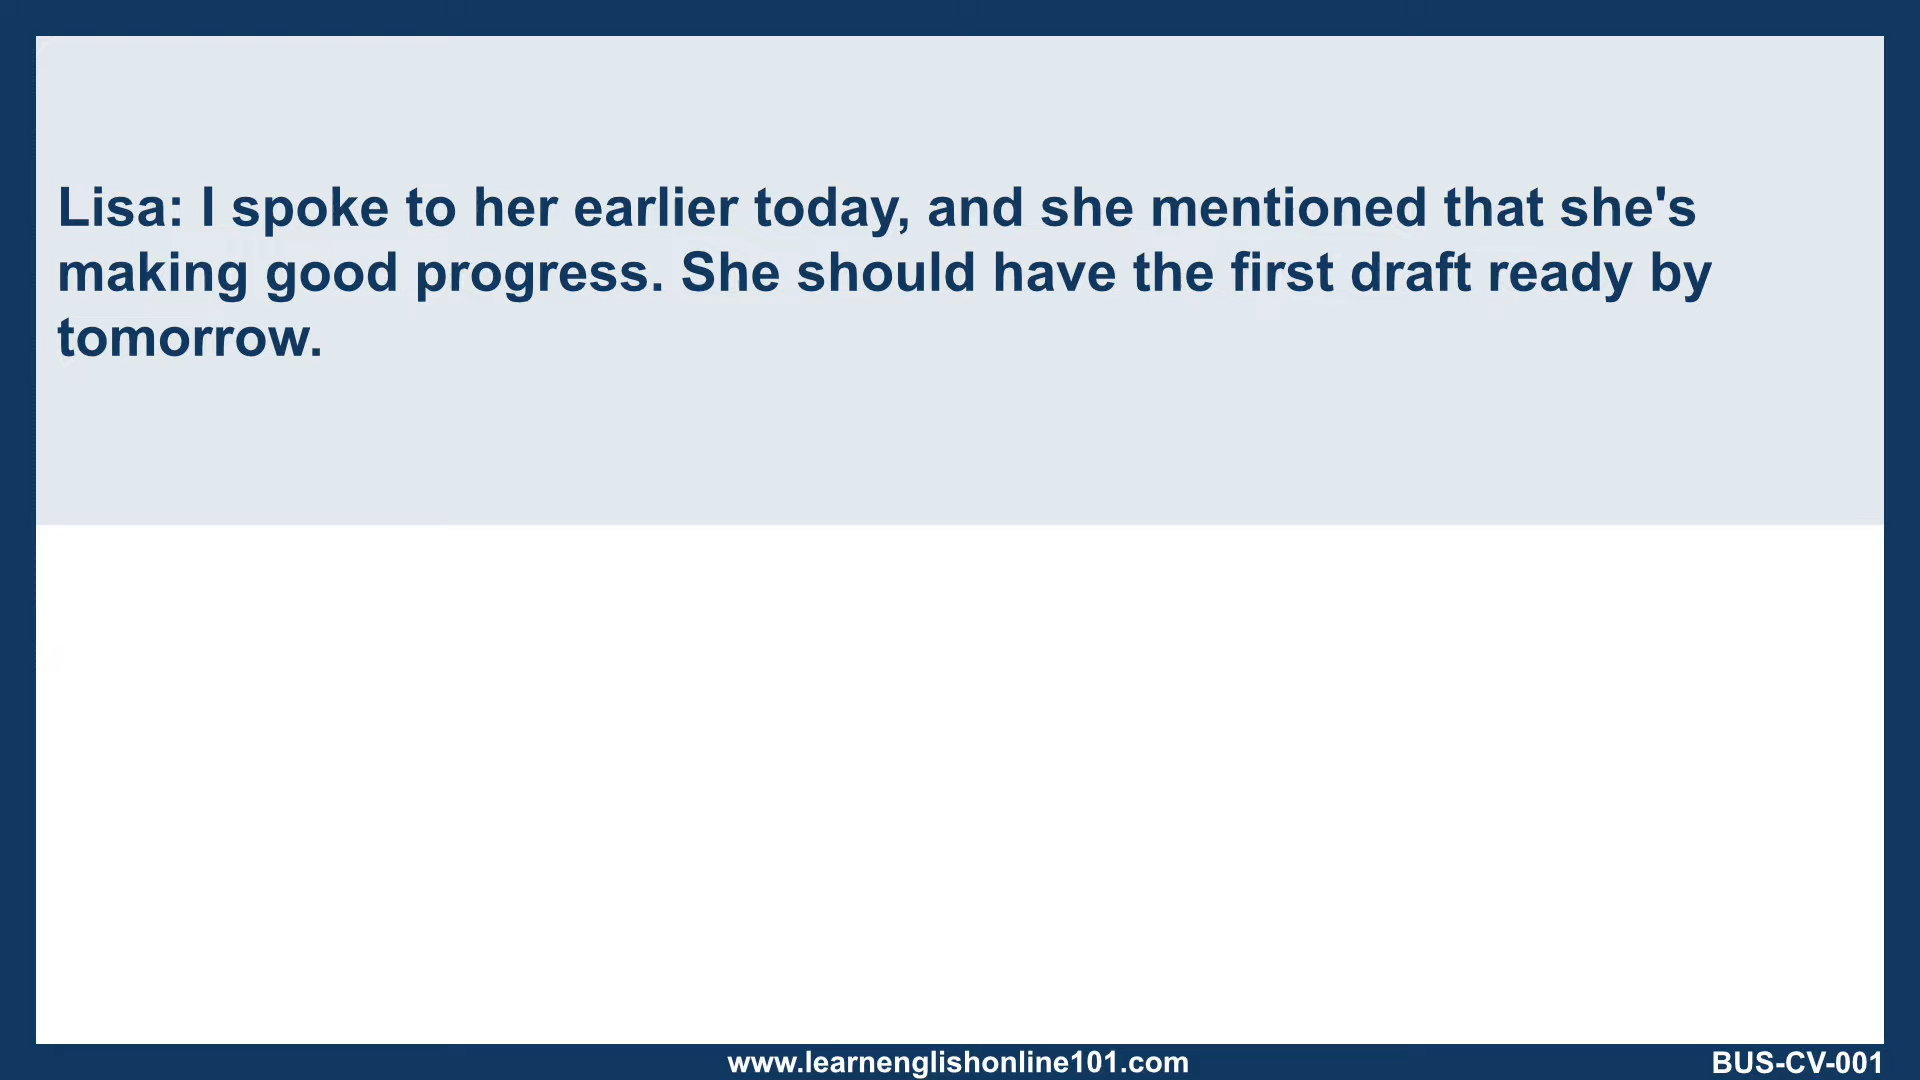 Lisa: I spoke to her earlier today, and she mentioned that she's
making good progress. She should have the first draft ready by
tomorrow.
www.learnenglishonline101.com
BUS-CV-001